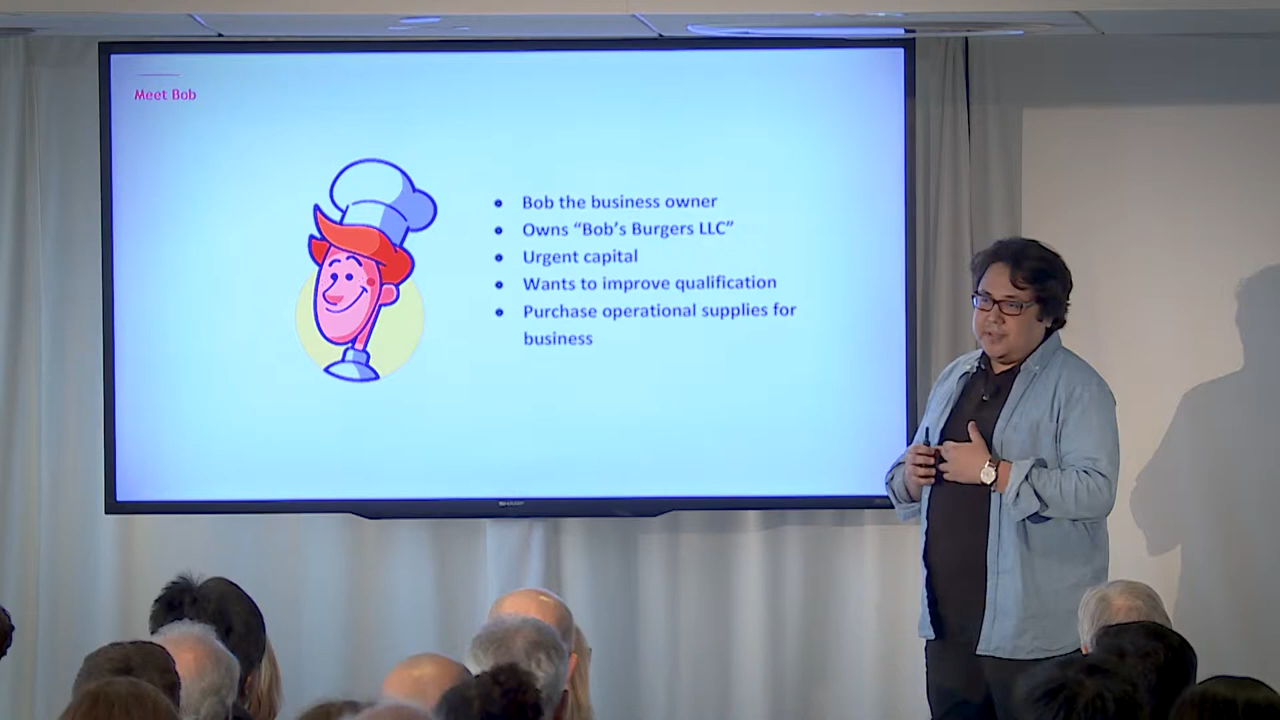 Meet Bob
Bob the business owner
Owns “Bob’s Burgers LLC”
Urgent capital
Wants to improve qualification
Purchase operational supplies for
business
SHARP